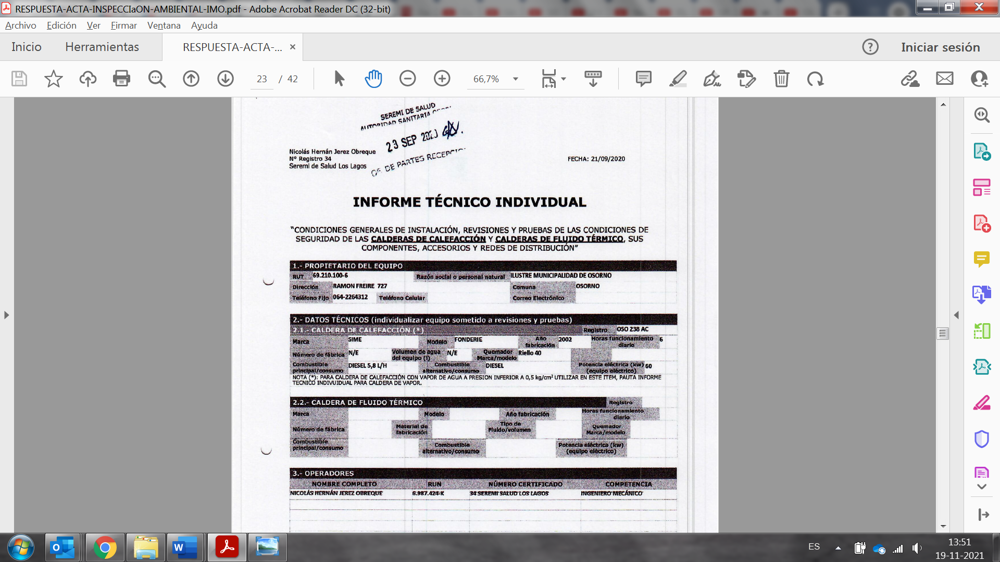 RESPUESTA-ACTA-INSPECCIaON-AMBIENTAL-IMO.pdf - Adobe Acrobat Reader DC (32-bit)
Archivo Edición Ver Firmar Ventana Ayuda
Inicio Herramientas RESPUESTA-ACTA-... × Iniciar sesión
23 / 42 66,7%
SEREMI DE SALUD
AUTORIDAD SANITARIA
23 SEP
OF. DE PARTES
Nicolás Hernán Jerez Obreque
Nº Registro 34
Seremi de Salud Los Lagos
FECHA: 21/09/2020
INFORME TÉCNICO INDIVIDUAL
"CONDICIONES GENERALES DE INSTALACIÓN, REVISIONES Y PRUEBAS DE LAS CONDICIONES DE
SEGURIDAD DE LAS CALDERAS DE CALEFACCIÓN Y CALDERAS DE FLUIDO TÉRMICO, SUS
COMPONENTES, ACCESORIOS Y REDES DE DISTRIBUCIÓN"
1.- PROPIETARIO DEL EQUIPO
RUT 69.210.100-6 Razón social o personal natural ILUSTRE MUNICIPALIDAD DE OSORNO
Dirección RAMON FREIRE 727 Comuna OSORNO
Teléfono Fijo 064-2264312 Teléfono Celular Correo Electrónico
2.- DATOS TÉCNICOS (individualizar equipo sometido a revisiones y pruebas)
2.1.- CALDERA DE CALEFACCIÓN (*) Registro OSO 238 AC
Marca SIME Modelo FONDERIE Año fabricación 2002 Horas funcionamiento diario 6
Número de fábrica N/E Volumen de agua del equipo (l) N/E Quemador Marca/modelo Riello 40
Combustible principal/consumo DIESEL 5,8 L/H Combustible alternativo/consumo DIESEL Potencia eléctrica (kw) (equipo eléctrico) 60
NOTA (*): PARA CALDERA DE CALEFACCIÓN CON VAPOR DE AGUA A PRESION INFERIOR A 0,5 kg/cm² UTILIZAR EN ESTE ITEM, PAUTA INFORME
TECNICO INDIVUIDUAL PARA CALDERA DE VAPOR.
2.2.- CALDERA DE FLUIDO TÉRMICO Registro
Marca Modelo Año fabricación Horas funcionamiento diario
Número de fábrica Material de fabricación Tipo de Fluido/volumen Quemador Marca/modelo
Combustible principal/consumo Combustible alternativo/consumo Potencia eléctrica (kw) (equipo eléctrico)
3.- OPERADORES
NOMBRE COMPLETO RUN NÚMERO CERTIFICADO COMPETENCIA
NICOLÁS HERNÁN JEREZ OBREQUE 6.987.424-K 34 SEREMI SALUD LOS LAGOS INGENIERO MECÁNICO
ES 13:51
19-11-2021